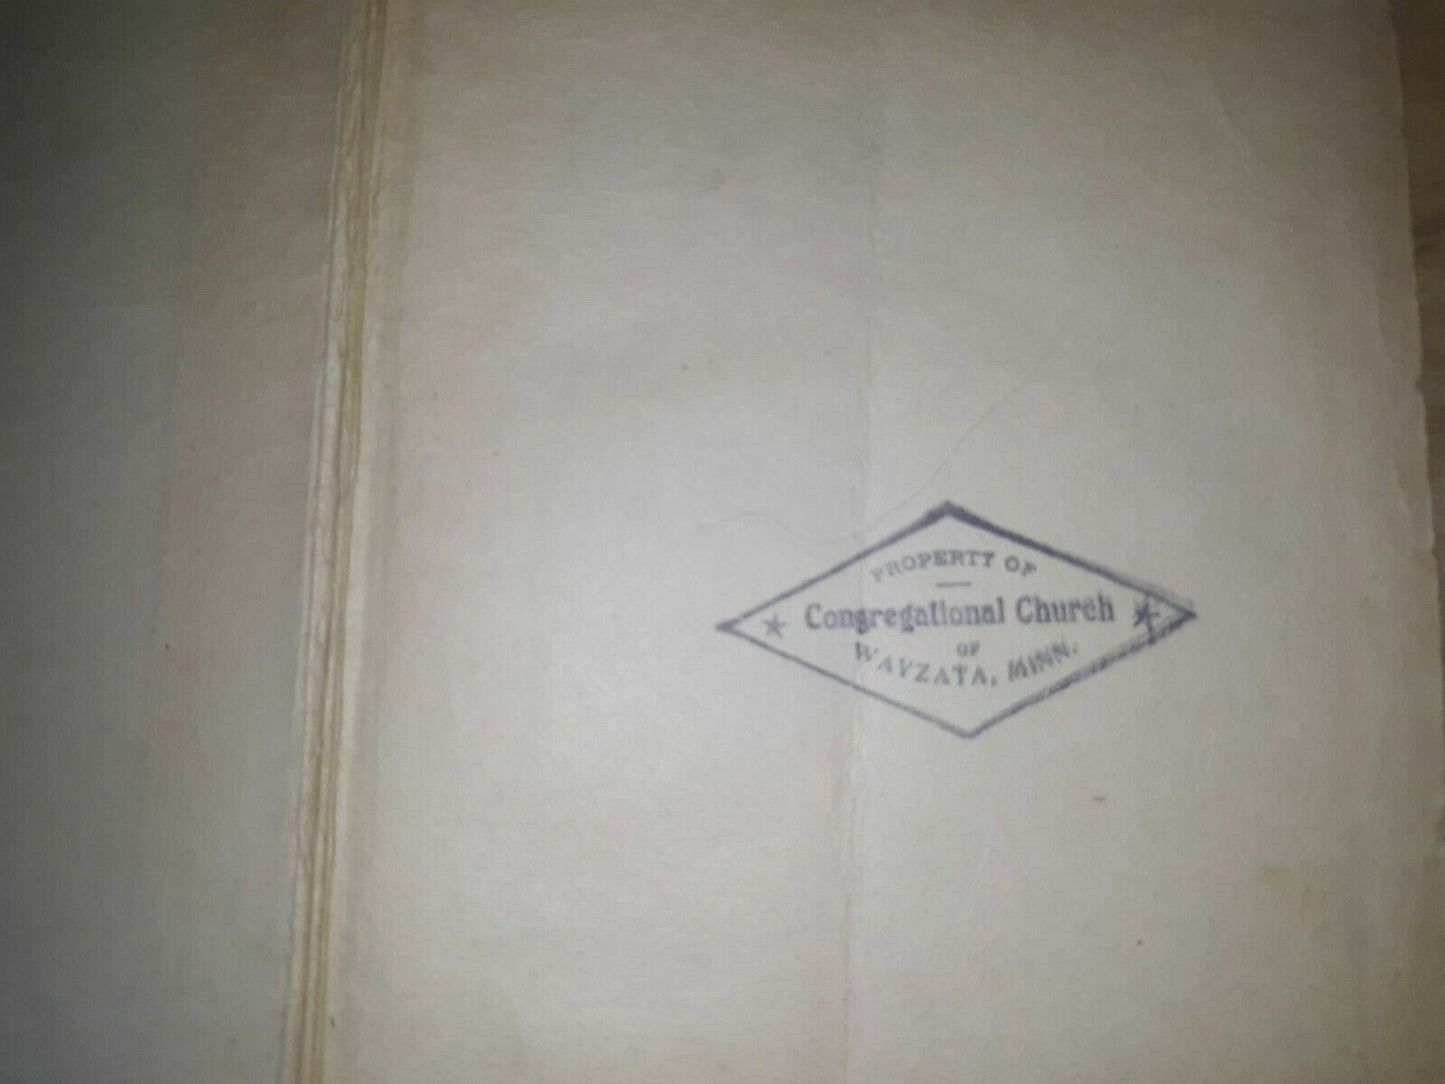 PROPERTY OF
Congregational Church
OF
WAYZATA, MINN.